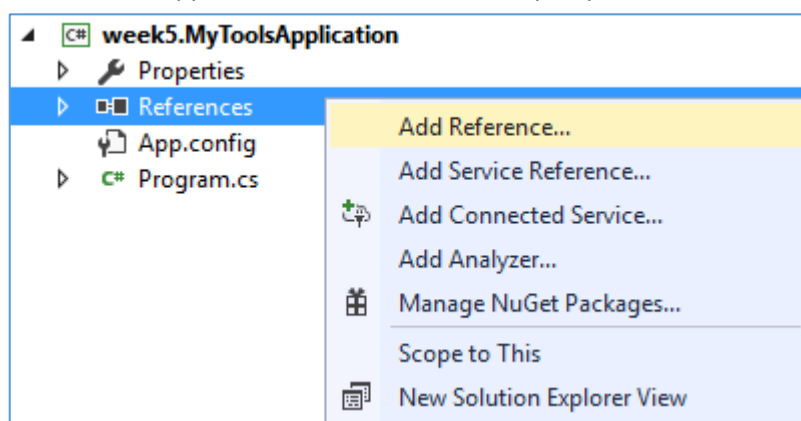 C# week5.MyToolsApplication
Properties
References
App.config
C# Program.cs
Add Reference...
Add Service Reference...
Add Connected Service...
Add Analyzer...
Manage NuGet Packages...
Scope to This
New Solution Explorer View